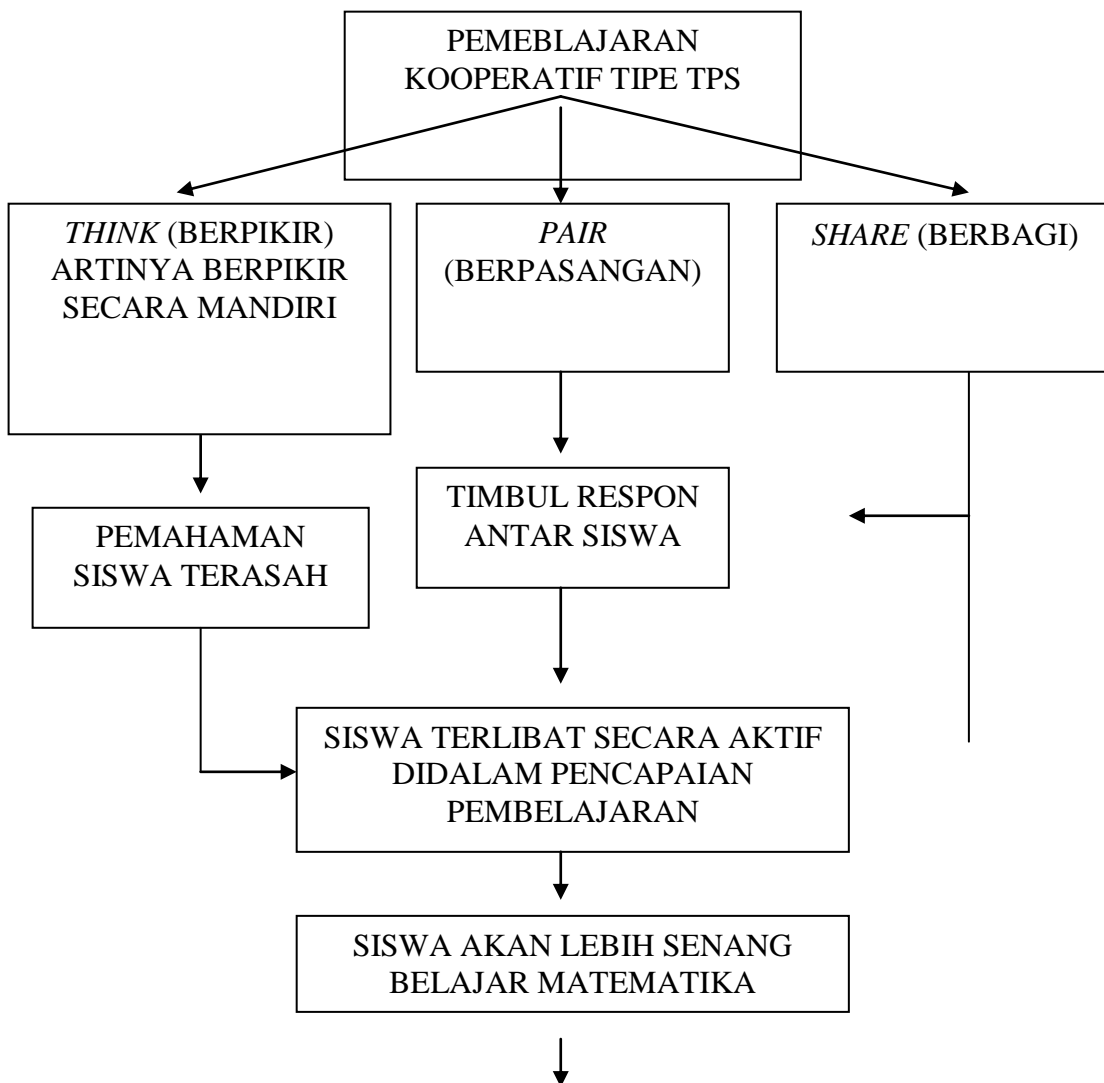 PEMEBLAJARAN
KOOPERATIF TIPE TPS
THINK (BERPIKIR)
ARTINYA BERPIKIR
SECARA MANDIRI
PAIR
(BERPASANGAN)
SHARE (BERBAGI)
PEMAHAMAN
SISWA TERASAH
TIMBUL RESPON
ANTAR SISWA
SISWA TERLIBAT SECARA AKTIF
DIDALAM PENCAPAIAN
PEMBELAJARAN
SISWA AKAN LEBIH SENANG
BELAJAR MATEMATIKA